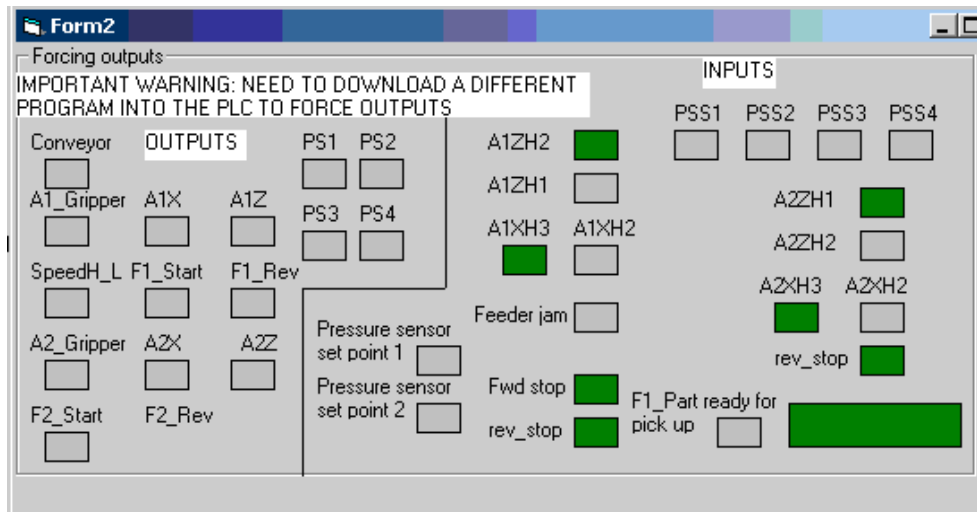 Form2
Forcing outputs
IMPORTANT WARNING: NEED TO DOWNLOAD A DIFFERENT
PROGRAM INTO THE PLC TO FORCE OUTPUTS
INPUTS
PSS1 PSS2 PSS3 PSS4
Conveyor OUTPUTS PS1 PS2 A1ZH2
A1ZH1
A1_Gripper A1X A1Z PS3 PS4 A2ZH1
A1XH3 A1XH2
A2ZH2
SpeedH_L F1_Start F1_Rev
A2XH3 A2XH2
Feeder jam
Pressure sensor
set point 1
A2_Gripper A2X A2Z
rev_stop
Pressure sensor
set point 2
Fwd stop
F1_Part ready for
pick up
F2_Start F2_Rev
rev_stop